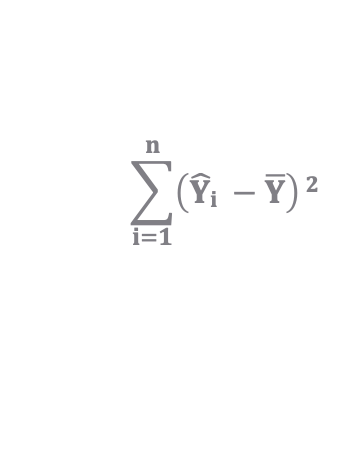 n
∑(Ŷᵢ − Ȳ)²
i=1